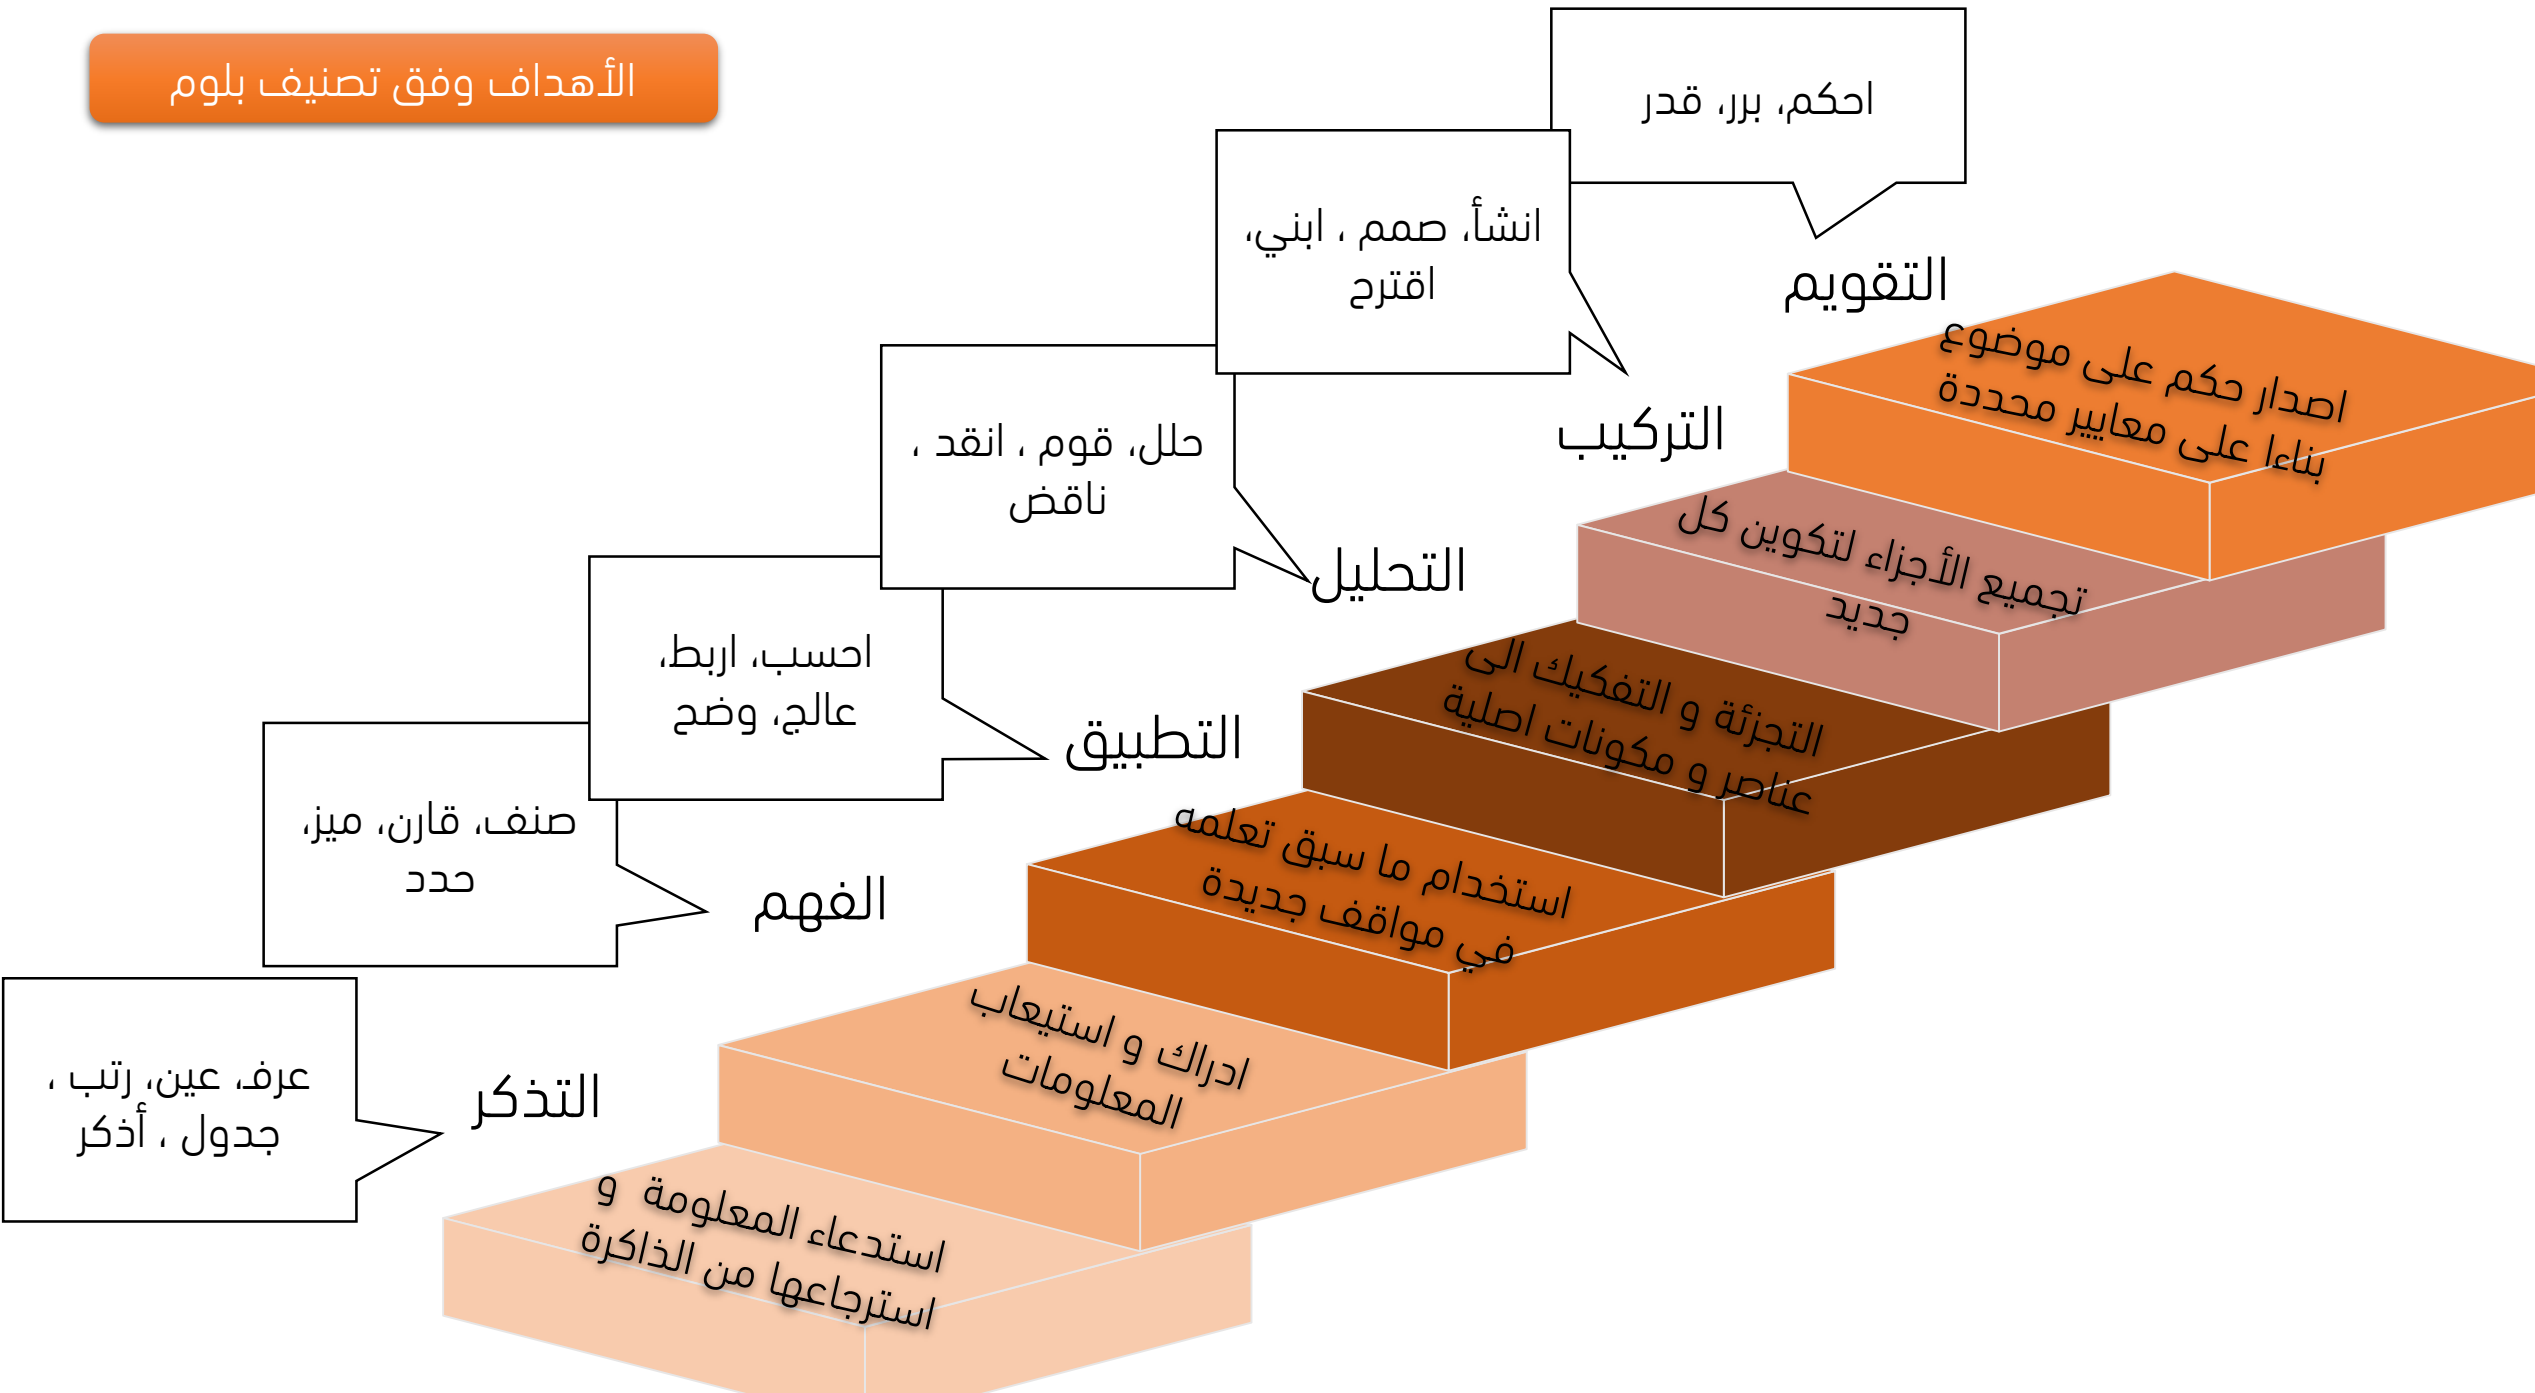 الأهداف وفق تصنيف بلوم
احكم، برر، قدر
التقويم
اصدار حكم على موضوع
بناءا على معايير محددة
انشأ، صمم ، ابني،
اقترح
التركيب
تجميع الأجزاء لتكوين كل
جديد
حلل، قوم ، انقد ،
ناقض
التحليل
التجزئة و التفكيك الى
عناصر و مكونات اصلية
احسب، اربط،
عالج، وضح
التطبيق
استخدام ما سبق تعلمه
في مواقف جديدة
صنف، قارن، ميز،
حدد
الفهم
ادراك و استيعاب
المعلومات
عرف، عين، رتب ،
جدول ، أذكر
التذكر
استدعاء المعلومة و
استرجاعها من الذاكرة